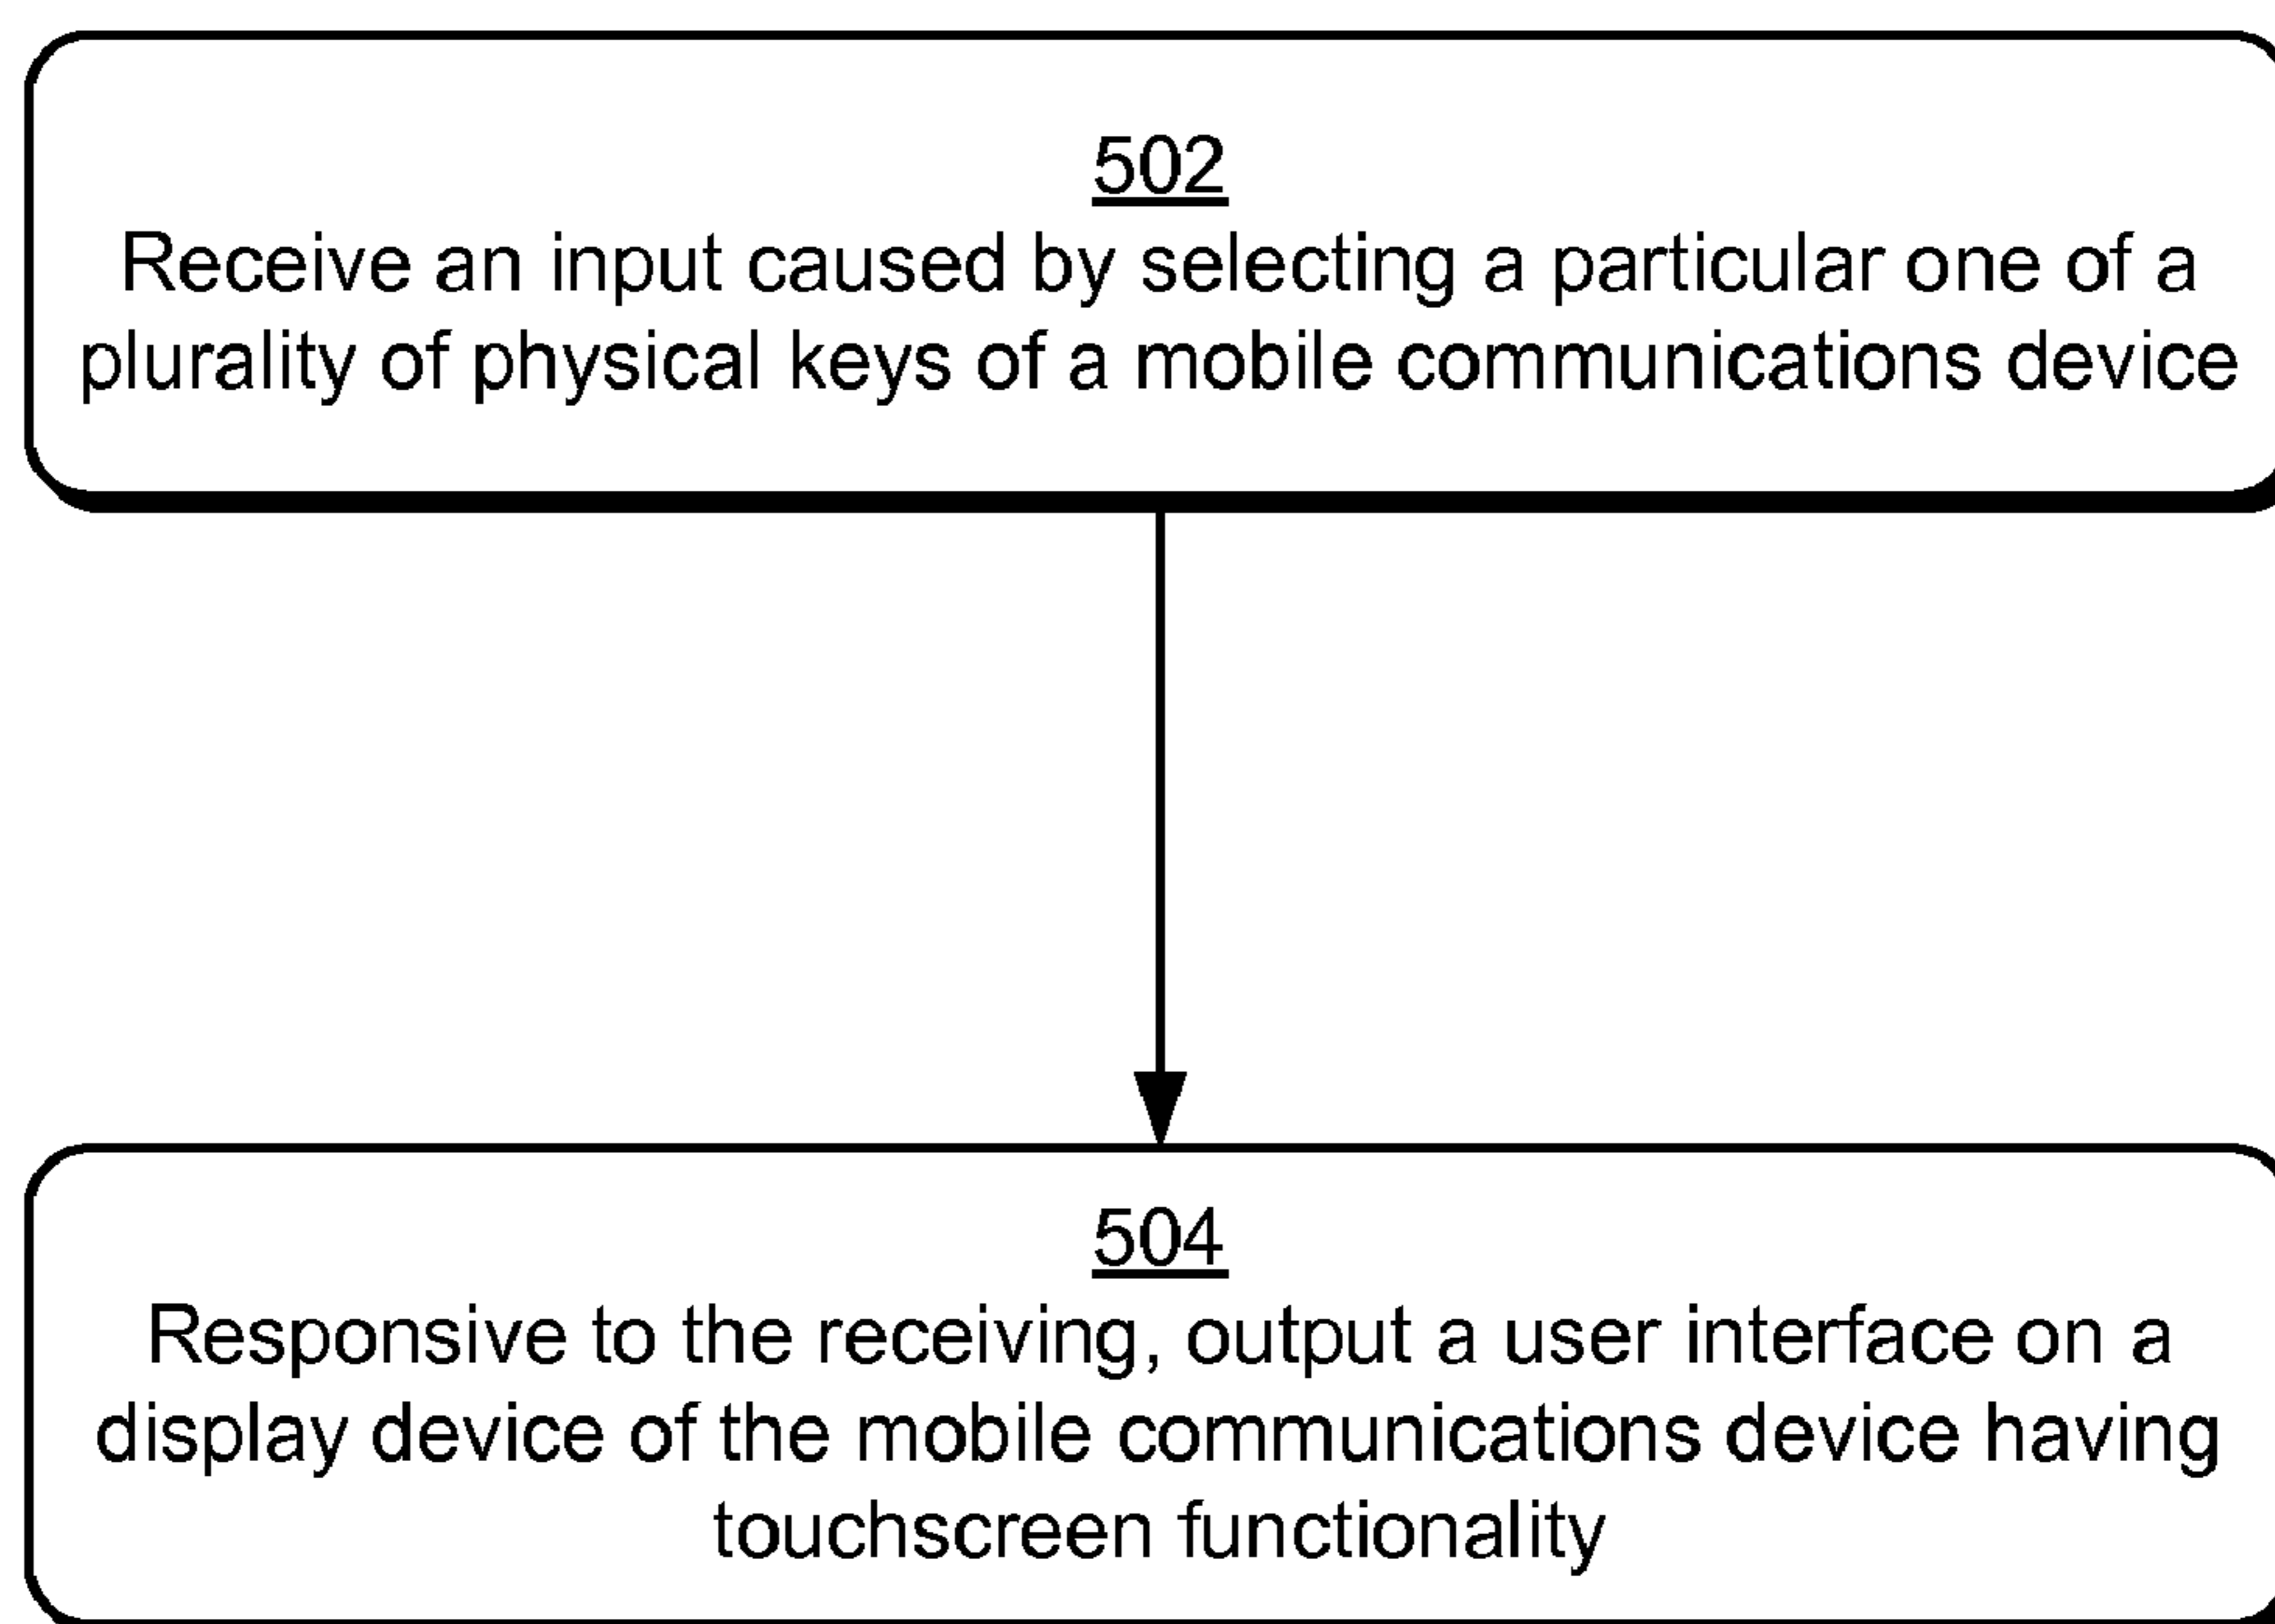 502
Receive an input caused by selecting a particular one of a
plurality of physical keys of a mobile communications device
504
Responsive to the receiving, output a user interface on a
display device of the mobile communications device having
touchscreen functionality